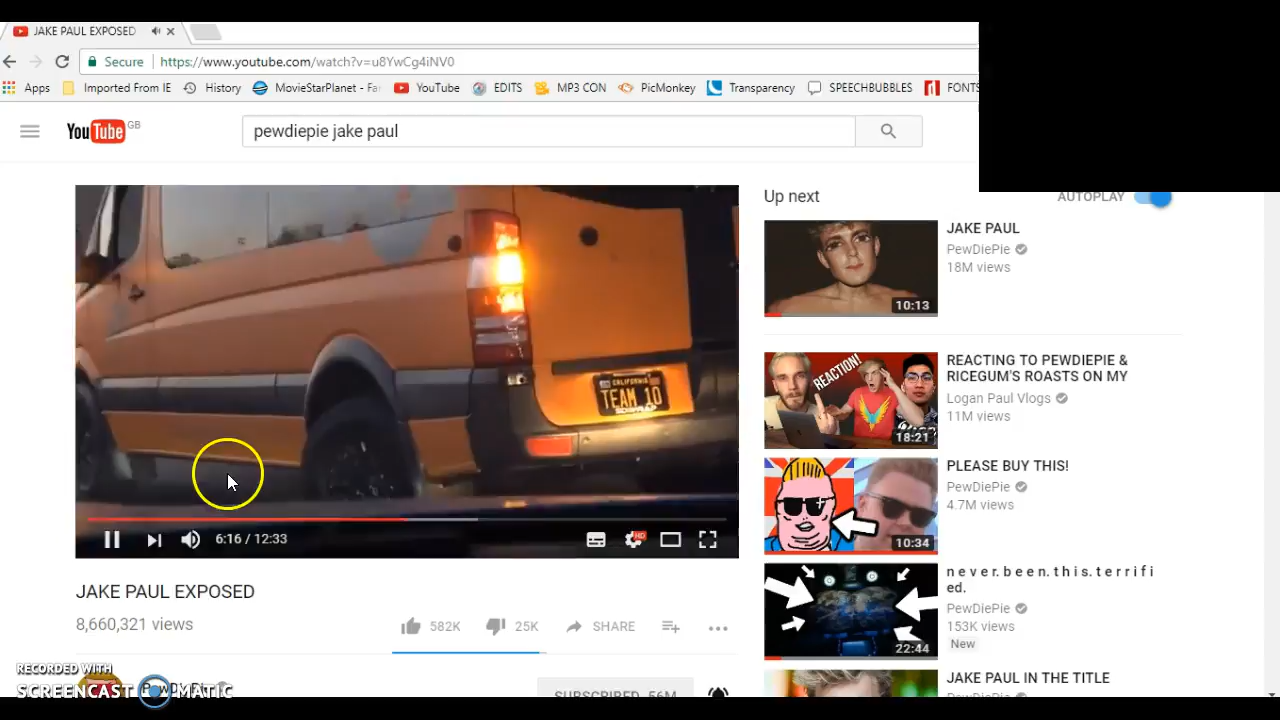 JAKE PAUL EXPOSED
Secure https://www.youtube.com/watch?v=u8YwCg4iNV0
Apps Imported From IE History MovieStarPlanet - Fa YouTube EDITS MP3 CON PicMonkey Transparency SPEECHBUBBLES FONTS
YouTube GB
pewdiepie jake paul
Up next
AUTOPLAY
JAKE PAUL
PewDiePie
18M views
10:13
CALIFORNIA
TEAM 10
REACTION!
REACTING TO PEWDIEPIE &
RICEGUM'S ROASTS ON MY
Logan Paul Vlogs
11M views
18:21
PLEASE BUY THIS!
PewDiePie
4.7M views
10:34
6:16 / 12:33
HD
n e v e r. b e e n. t h i s. t e r r i f i
ed.
PewDiePie
153K views
New
22:44
JAKE PAUL EXPOSED
8,660,321 views
582K 25K SHARE
RECORDED WITH
SCREENCAST MATIC
SUBSCRIBED 56M
JAKE PAUL IN THE TITLE
PewDiePie